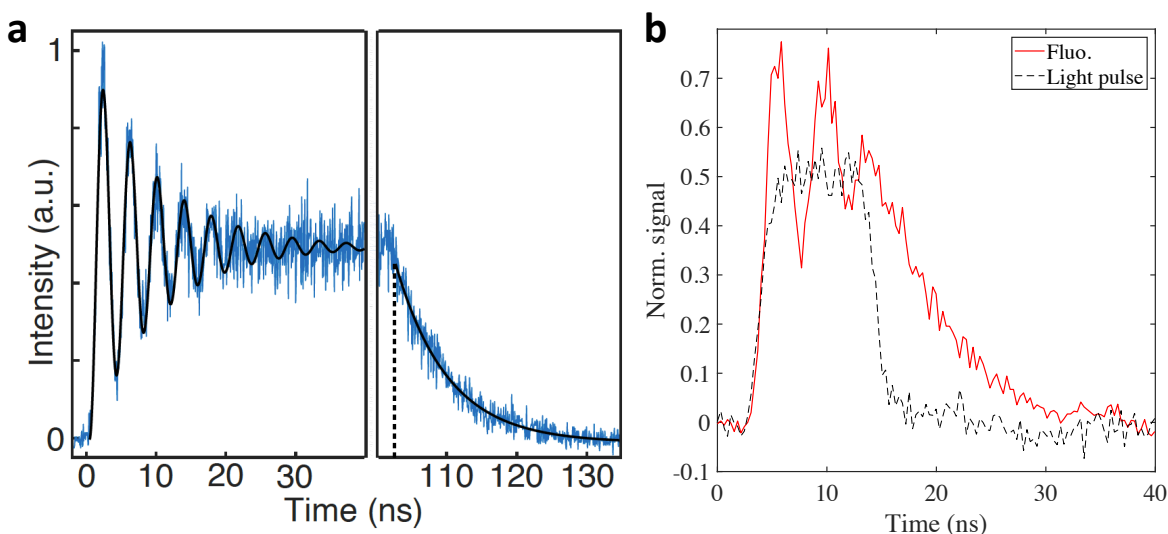 a
1
0
Intensity (a.u.)
0 10 20 30 110 120 130
Time (ns)
b
Fluo.
Light pulse
0.7
0.6
0.5
0.4
0.3
0.2
0.1
0
-0.1
Norm. signal
0 10 20 30 40
Time (ns)